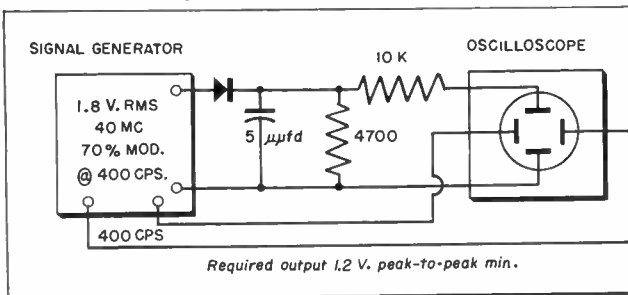 SIGNAL GENERATOR
OSCILLOSCOPE
10 K
1.8 V. RMS
40 MC
70% MOD.
@ 400 CPS.
5 μμfd
4700
400 CPS
Required output 1.2 V. peak-to-peak min.